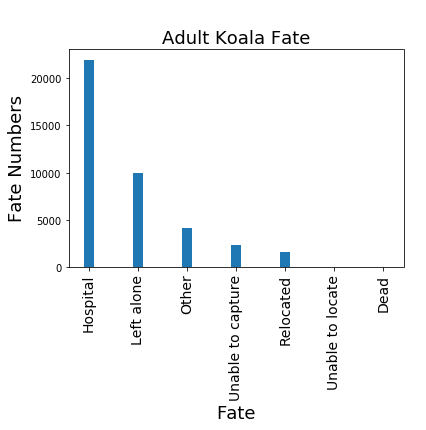 Adult Koala Fate
Fate Numbers
20000
15000
10000
5000
0
Hospital
Left alone
Other
Unable to capture
Relocated
Unable to locate
Dead
Fate